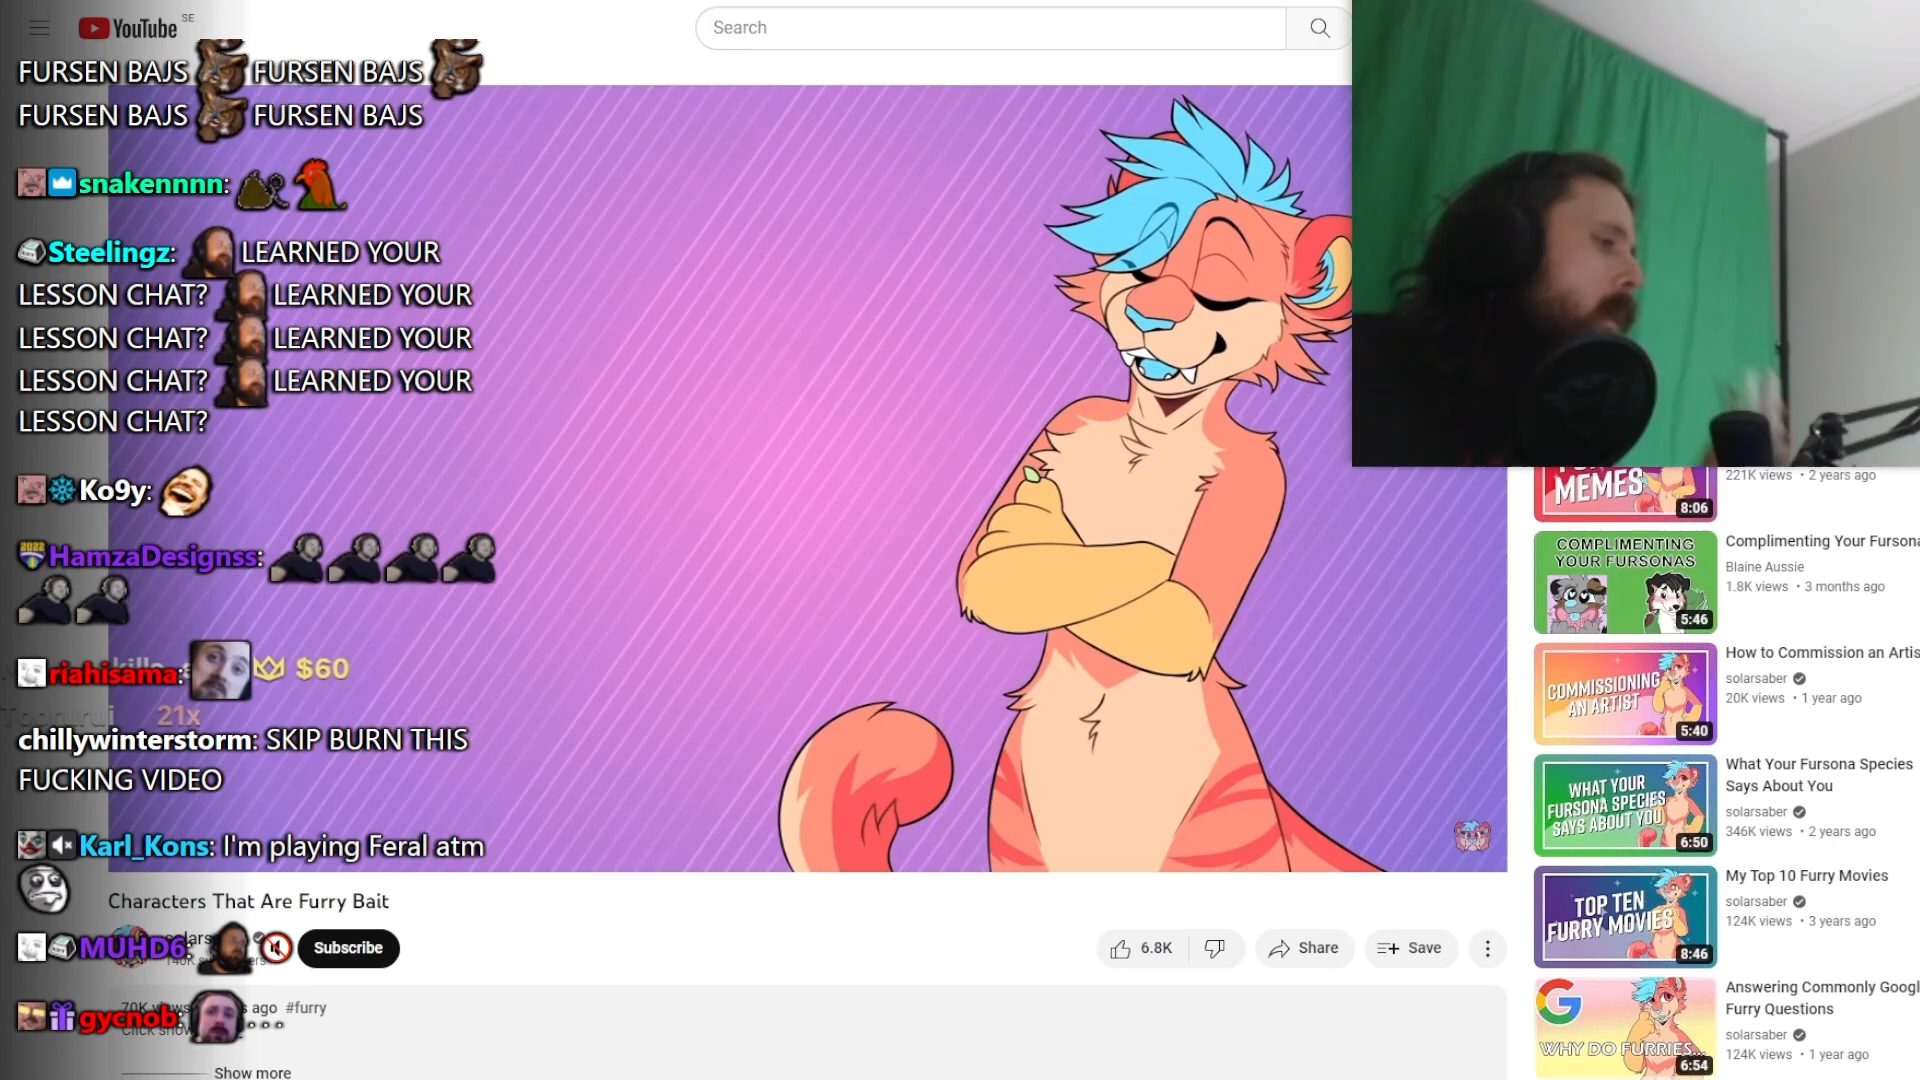 YouTube
SE
Search
FURSEN BAJS FURSEN BAJS
FURSEN BAJS FURSEN BAJS
snakennnn:
Steelingz: LEARNED YOUR
LESSON CHAT? LEARNED YOUR
LESSON CHAT? LEARNED YOUR
LESSON CHAT? LEARNED YOUR
LESSON CHAT?
Ko9y:
2022
HamzaDesignss:
riahisama:
$60
21x
chillywinterstorm: SKIP BURN THIS
FUCKING VIDEO
Karl_Kons: I'm playing Feral atm
Characters That Are Furry Bait
MUHD6:
Subscribe
6.8K
Share
Save
70K views
ago #furry
gycnob:
Show more
MEMES
8:06
221K views • 2 years ago
COMPLIMENTING
YOUR FURSONAS
5:46
Complimenting Your Fursona
Blaine Aussie
1.8K views • 3 months ago
COMMISSIONING
AN ARTIST
5:40
How to Commission an Artis
solarsaber
20K views • 1 year ago
WHAT YOUR
FURSONA SPECIES
SAYS ABOUT YOU
6:50
What Your Fursona Species
Says About You
solarsaber
346K views • 2 years ago
TOP TEN
FURRY MOVIES
8:46
My Top 10 Furry Movies
solarsaber
124K views • 3 years ago
WHY DO FURRIES...
6:54
Answering Commonly Googl
Furry Questions
solarsaber
124K views • 1 year ago